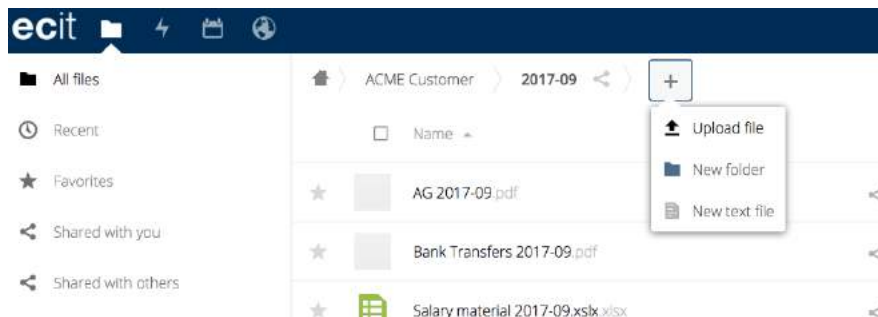 ecit
All files
ACME Customer 2017-09 +
Recent
Name
Upload file
Favorites
New folder
AG 2017-09.pdf
New text file
Shared with you
Bank Transfers 2017-09.pdf
Shared with others
Salary material 2017-09.xslx.xlsx